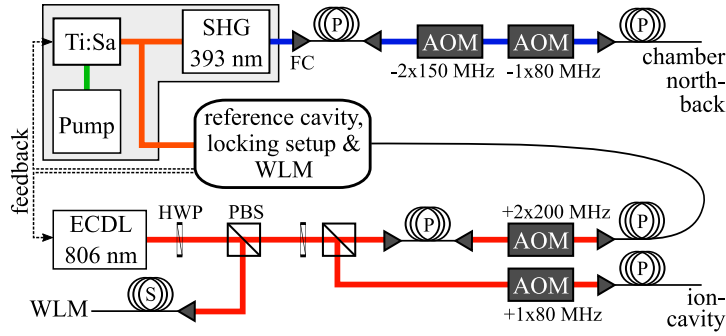 Ti:Sa
SHG
393 nm
Pump
FC
P
AOM
-2x150 MHz
AOM
-1x80 MHz
P
chamber
north-
back
reference cavity,
locking setup &
WLM
feedback
ECDL
806 nm
HWP
PBS
P
+2x200 MHz
AOM
P
AOM
+1x80 MHz
P
ion-
cavity
WLM
S